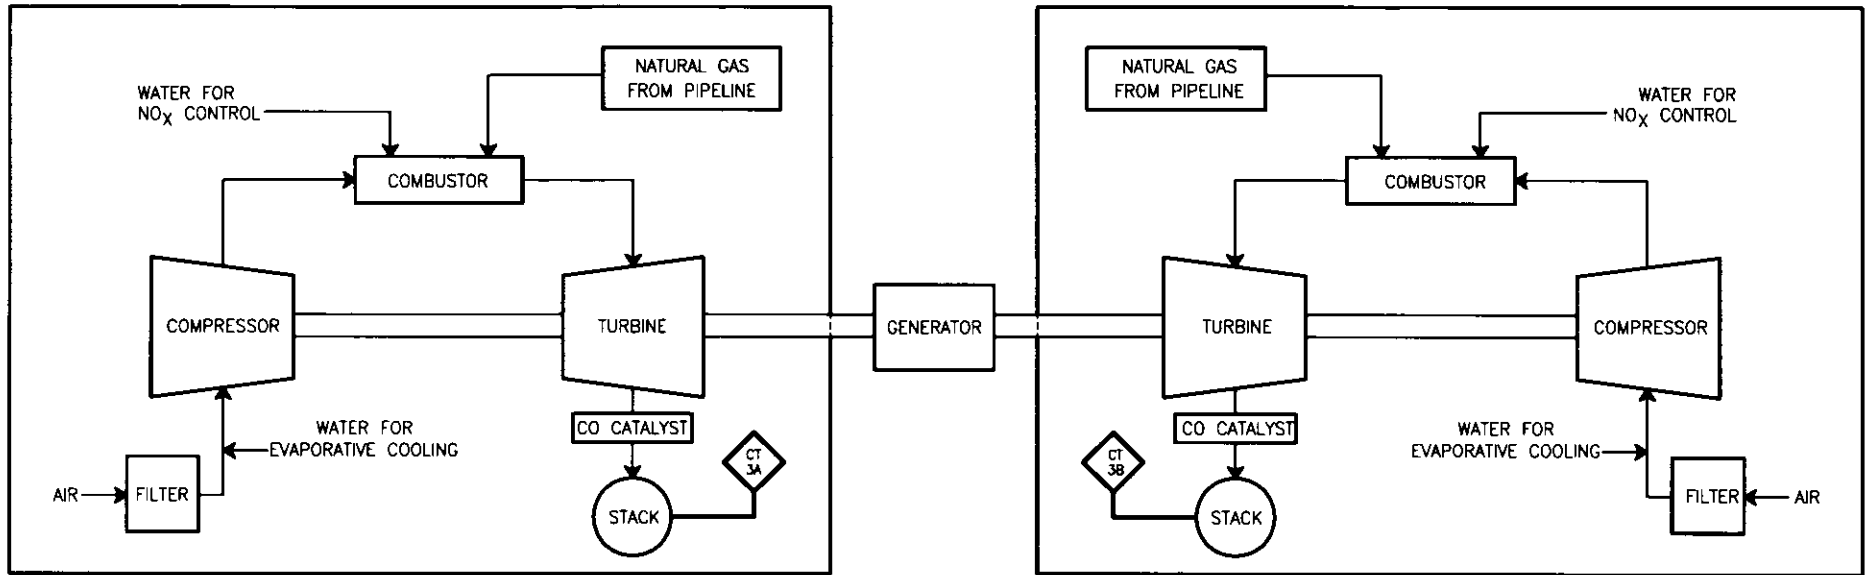 NATURAL GAS
FROM PIPELINE
WATER FOR
NOX CONTROL
COMBUSTOR
COMPRESSOR
TURBINE
CO CATALYST
WATER FOR
EVAPORATIVE COOLING
CT
3A
AIR
FILTER
STACK
GENERATOR
NATURAL GAS
FROM PIPELINE
WATER FOR
NOX CONTROL
COMBUSTOR
TURBINE
COMPRESSOR
CO CATALYST
WATER FOR
EVAPORATIVE COOLING
CT
3B
STACK
FILTER
AIR